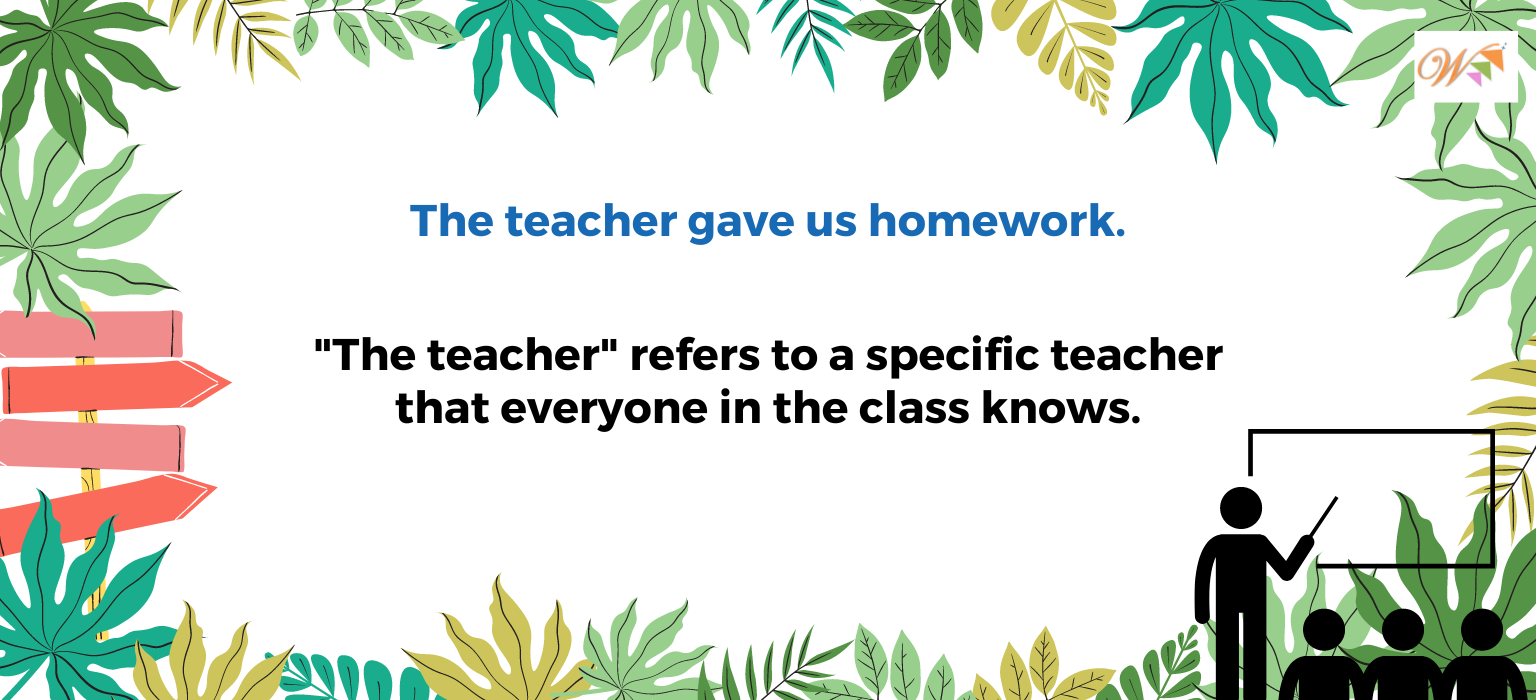 W
The teacher gave us homework.
"The teacher" refers to a specific teacher
that everyone in the class knows.